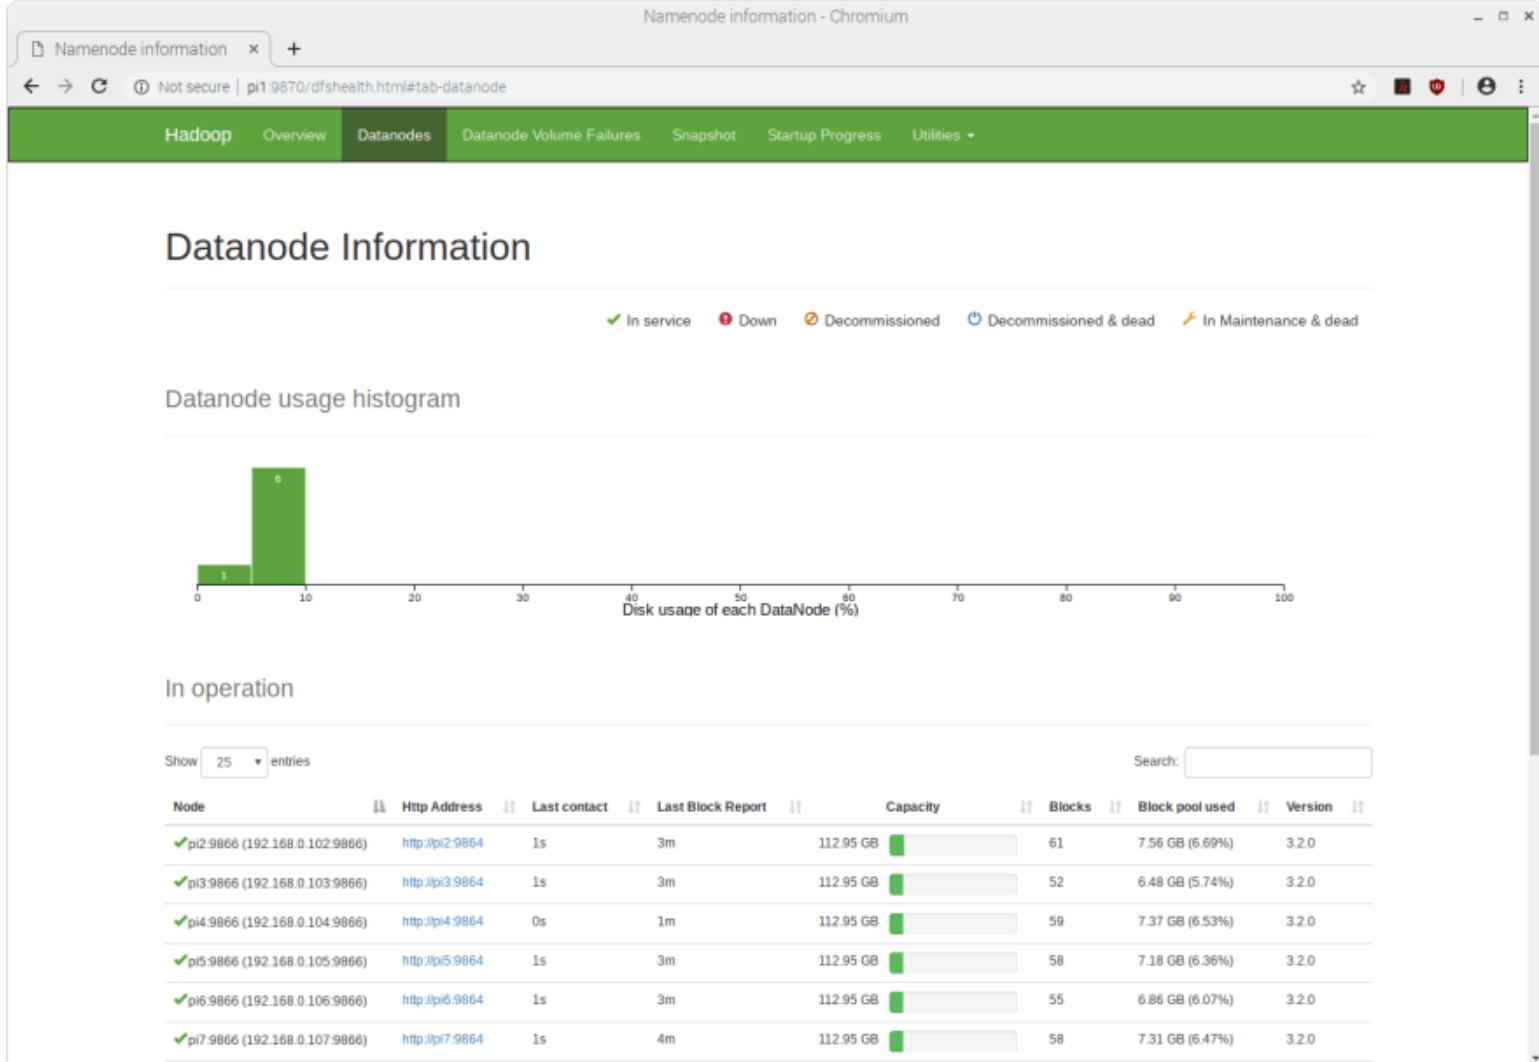 Namenode information - Chromium
Namenode information
Not secure | pi1:9870/dfshealth.html#tab-datanode
Hadoop Overview Datanodes Datanode Volume Failures Snapshot Startup Progress Utilities
Datanode Information
In service Down Decommissioned Decommissioned & dead In Maintenance & dead
Datanode usage histogram
6
1
0 10 20 30 40 50 60 70 80 90 100
Disk usage of each DataNode (%)
In operation
Show 25 entries Search:
Node Http Address Last contact Last Block Report Capacity Blocks Block pool used Version
pi2:9866 (192.168.0.102:9866) http://pi2:9864 1s 3m 112.95 GB 61 7.56 GB (6.69%) 3.2.0
pi3:9866 (192.168.0.103:9866) http://pi3:9864 1s 3m 112.95 GB 52 6.48 GB (5.74%) 3.2.0
pi4:9866 (192.168.0.104:9866) http://pi4:9864 0s 1m 112.95 GB 59 7.37 GB (6.53%) 3.2.0
pi5:9866 (192.168.0.105:9866) http://pi5:9864 1s 3m 112.95 GB 58 7.18 GB (6.36%) 3.2.0
pi6:9866 (192.168.0.106:9866) http://pi6:9864 1s 3m 112.95 GB 55 6.86 GB (6.07%) 3.2.0
pi7:9866 (192.168.0.107:9866) http://pi7:9864 1s 4m 112.95 GB 58 7.31 GB (6.47%) 3.2.0